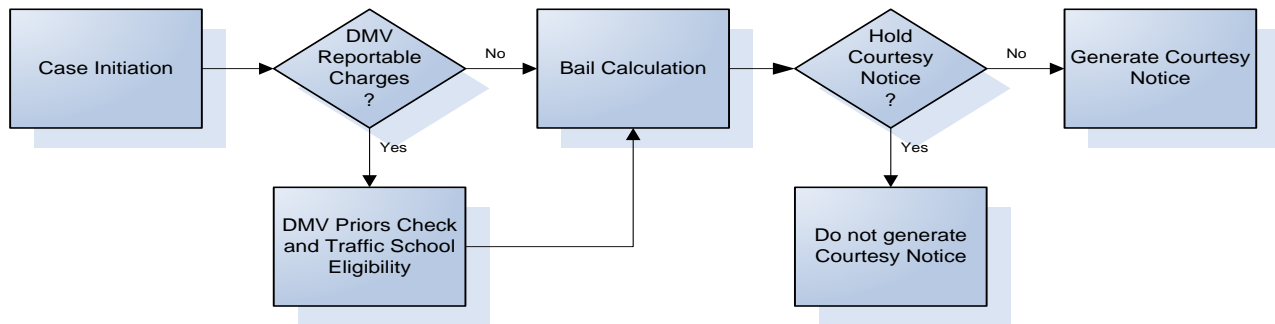 Case Initiation
DMV
Reportable
Charges
?
No
Yes
DMV Priors Check
and Traffic School
Eligibility
Bail Calculation
Hold
Courtesy
Notice
?
No
Yes
Generate Courtesy
Notice
Do not generate
Courtesy Notice